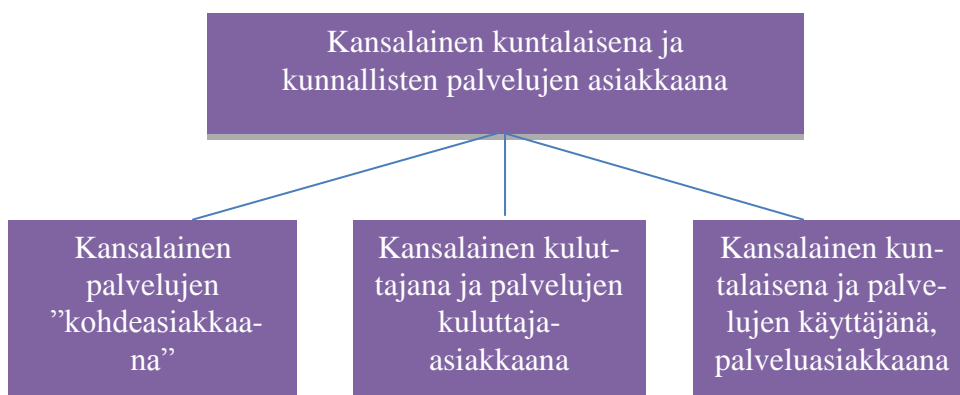 Kansalainen kuntalaisena ja
kunnallisten palvelujen asiakkaana
Kansalainen
palvelujen
”kohdeasiakkaa-
na”
Kansalainen kulut-
tajana ja palvelujen
kuluttaja-
asiakkaana
Kansalainen kun-
talaisena ja palve-
lujen käyttäjänä,
palveluasiakkaana